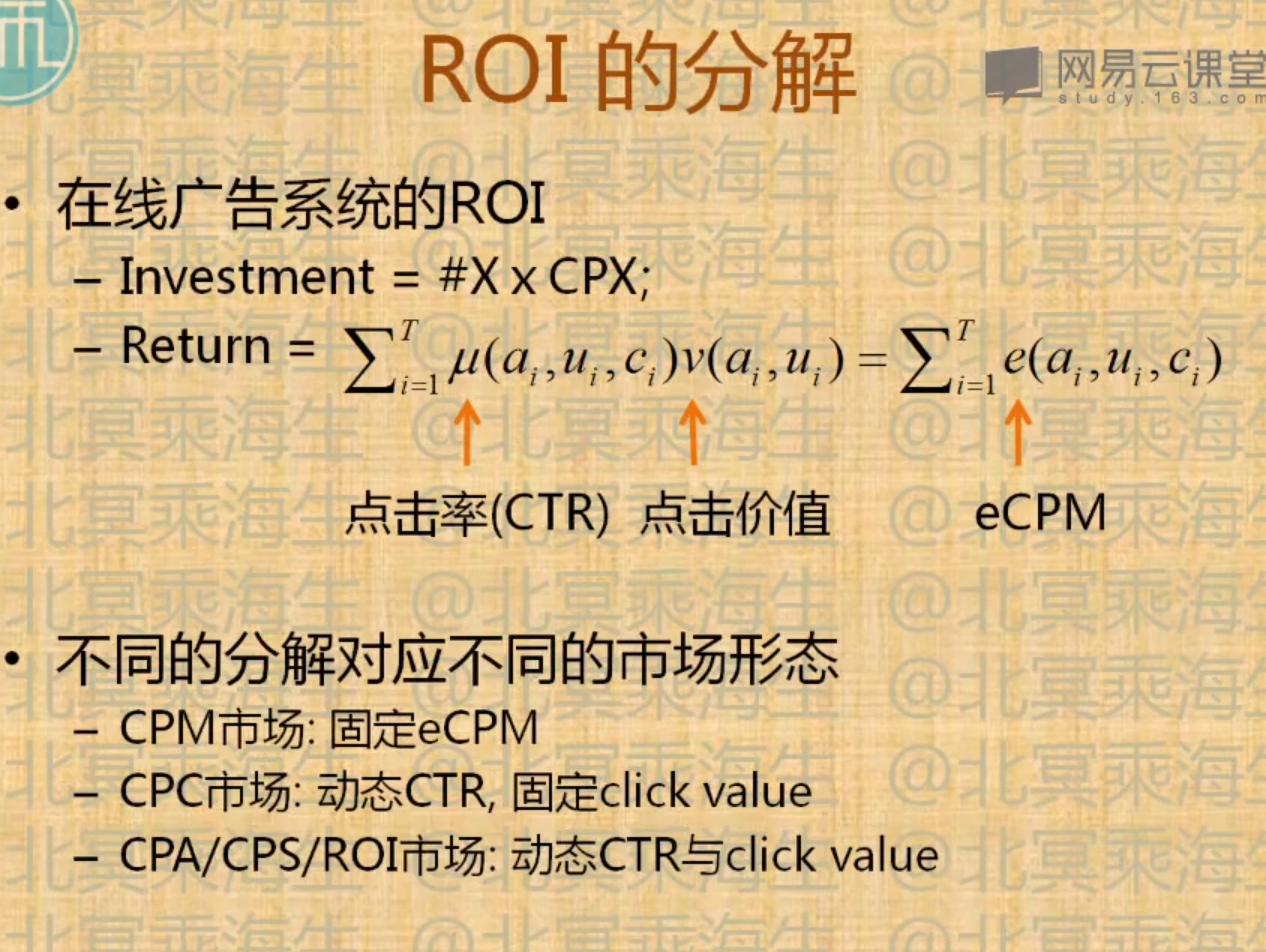 ROI 的分解
网易云课堂
study.163.com
• 在线广告系统的ROI
– Investment = #X x CPX;
– Return = ∑_{i=1}^{T} μ(a_i,u_i,c_i)v(a_i,u_i) = ∑_{i=1}^{T} e(a_i,u_i,c_i)
点击率(CTR) 点击价值 eCPM
• 不同的分解对应不同的市场形态
– CPM市场: 固定eCPM
– CPC市场: 动态CTR, 固定click value
– CPA/CPS/ROI市场: 动态CTR与click value
@北冥乘海生